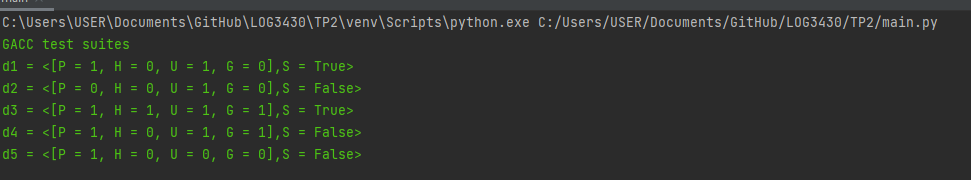 C:\Users\USER\Documents\GitHub\LOG3430\TP2\venv\Scripts\python.exe C:/Users/USER/Documents/GitHub/LOG3430/TP2/main.py
GACC test suites
d1 = <[P = 1, H = 0, U = 1, G = 0],S = True>
d2 = <[P = 0, H = 0, U = 1, G = 0],S = False>
d3 = <[P = 1, H = 1, U = 1, G = 1],S = True>
d4 = <[P = 1, H = 0, U = 1, G = 1],S = False>
d5 = <[P = 1, H = 0, U = 0, G = 0],S = False>